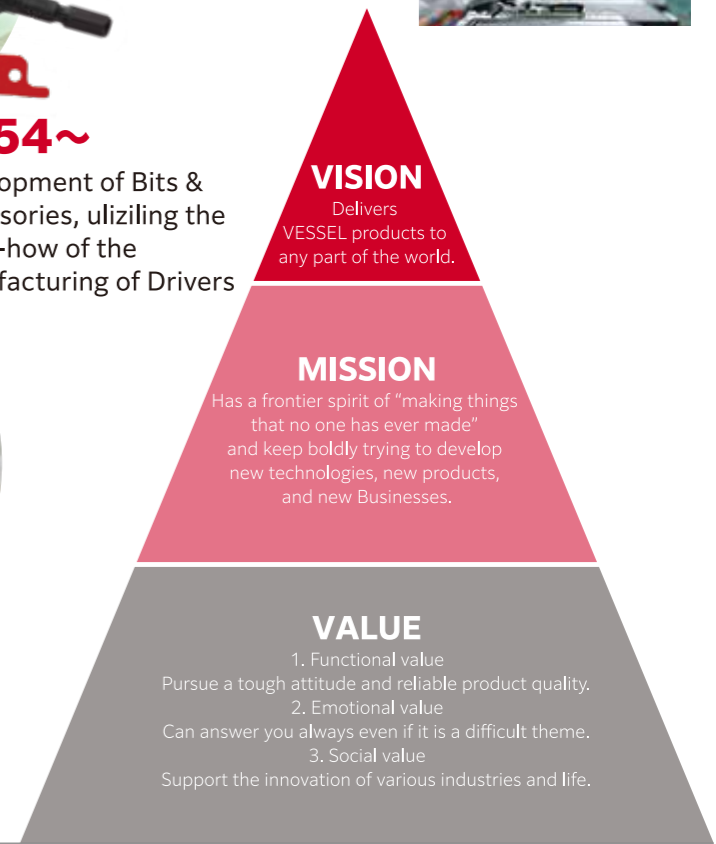 54~
opment of Bits &
sories, uliziling the
-how of the
facturing of Drivers
VISION
Delivers
VESSEL products to
any part of the world.
MISSION
Has a frontier spirit of “making things
that no one has ever made”
and keep boldly trying to develop
new technologies, new products,
and new Businesses.
VALUE
1. Functional value
Pursue a tough attitude and reliable product quality.
2. Emotional value
Can answer you always even if it is a difficult theme.
3. Social value
Support the innovation of various industries and life.